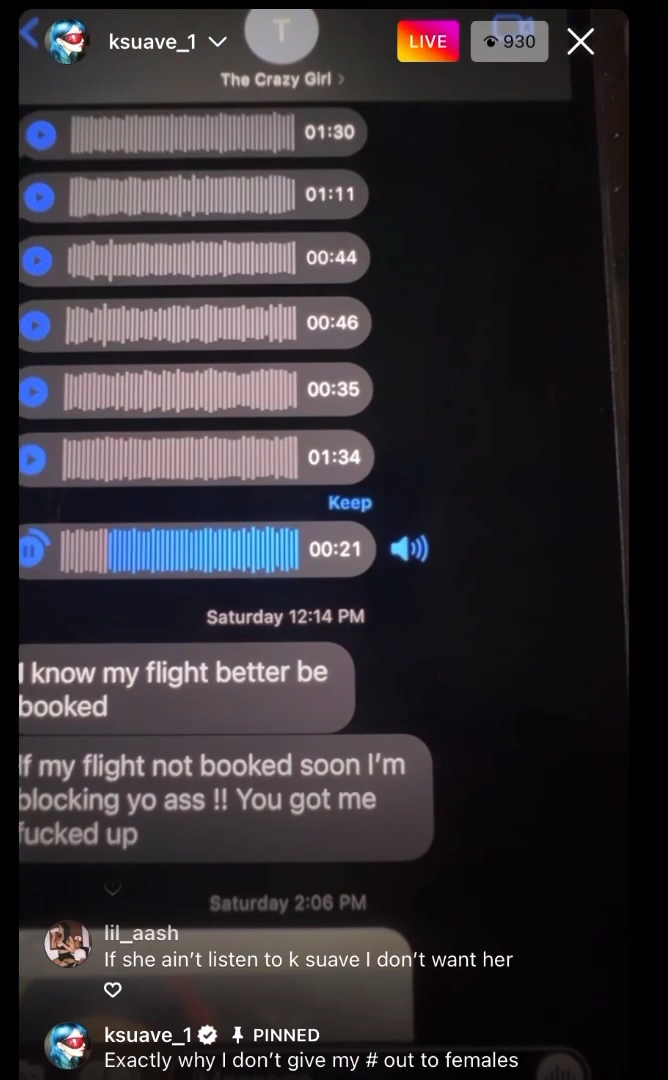 ksuave_1
LIVE
930
T
The Crazy Girl
01:30
01:11
00:44
00:46
00:35
01:34
Keep
00:21
Saturday 12:14 PM
I know my flight better be
booked
If my flight not booked soon I'm
blocking yo ass !! You got me
fucked up
Saturday 2:06 PM
lil_aash
If she ain't listen to k suave I don't want her
ksuave_1 PINNED
Exactly why I don't give my # out to females